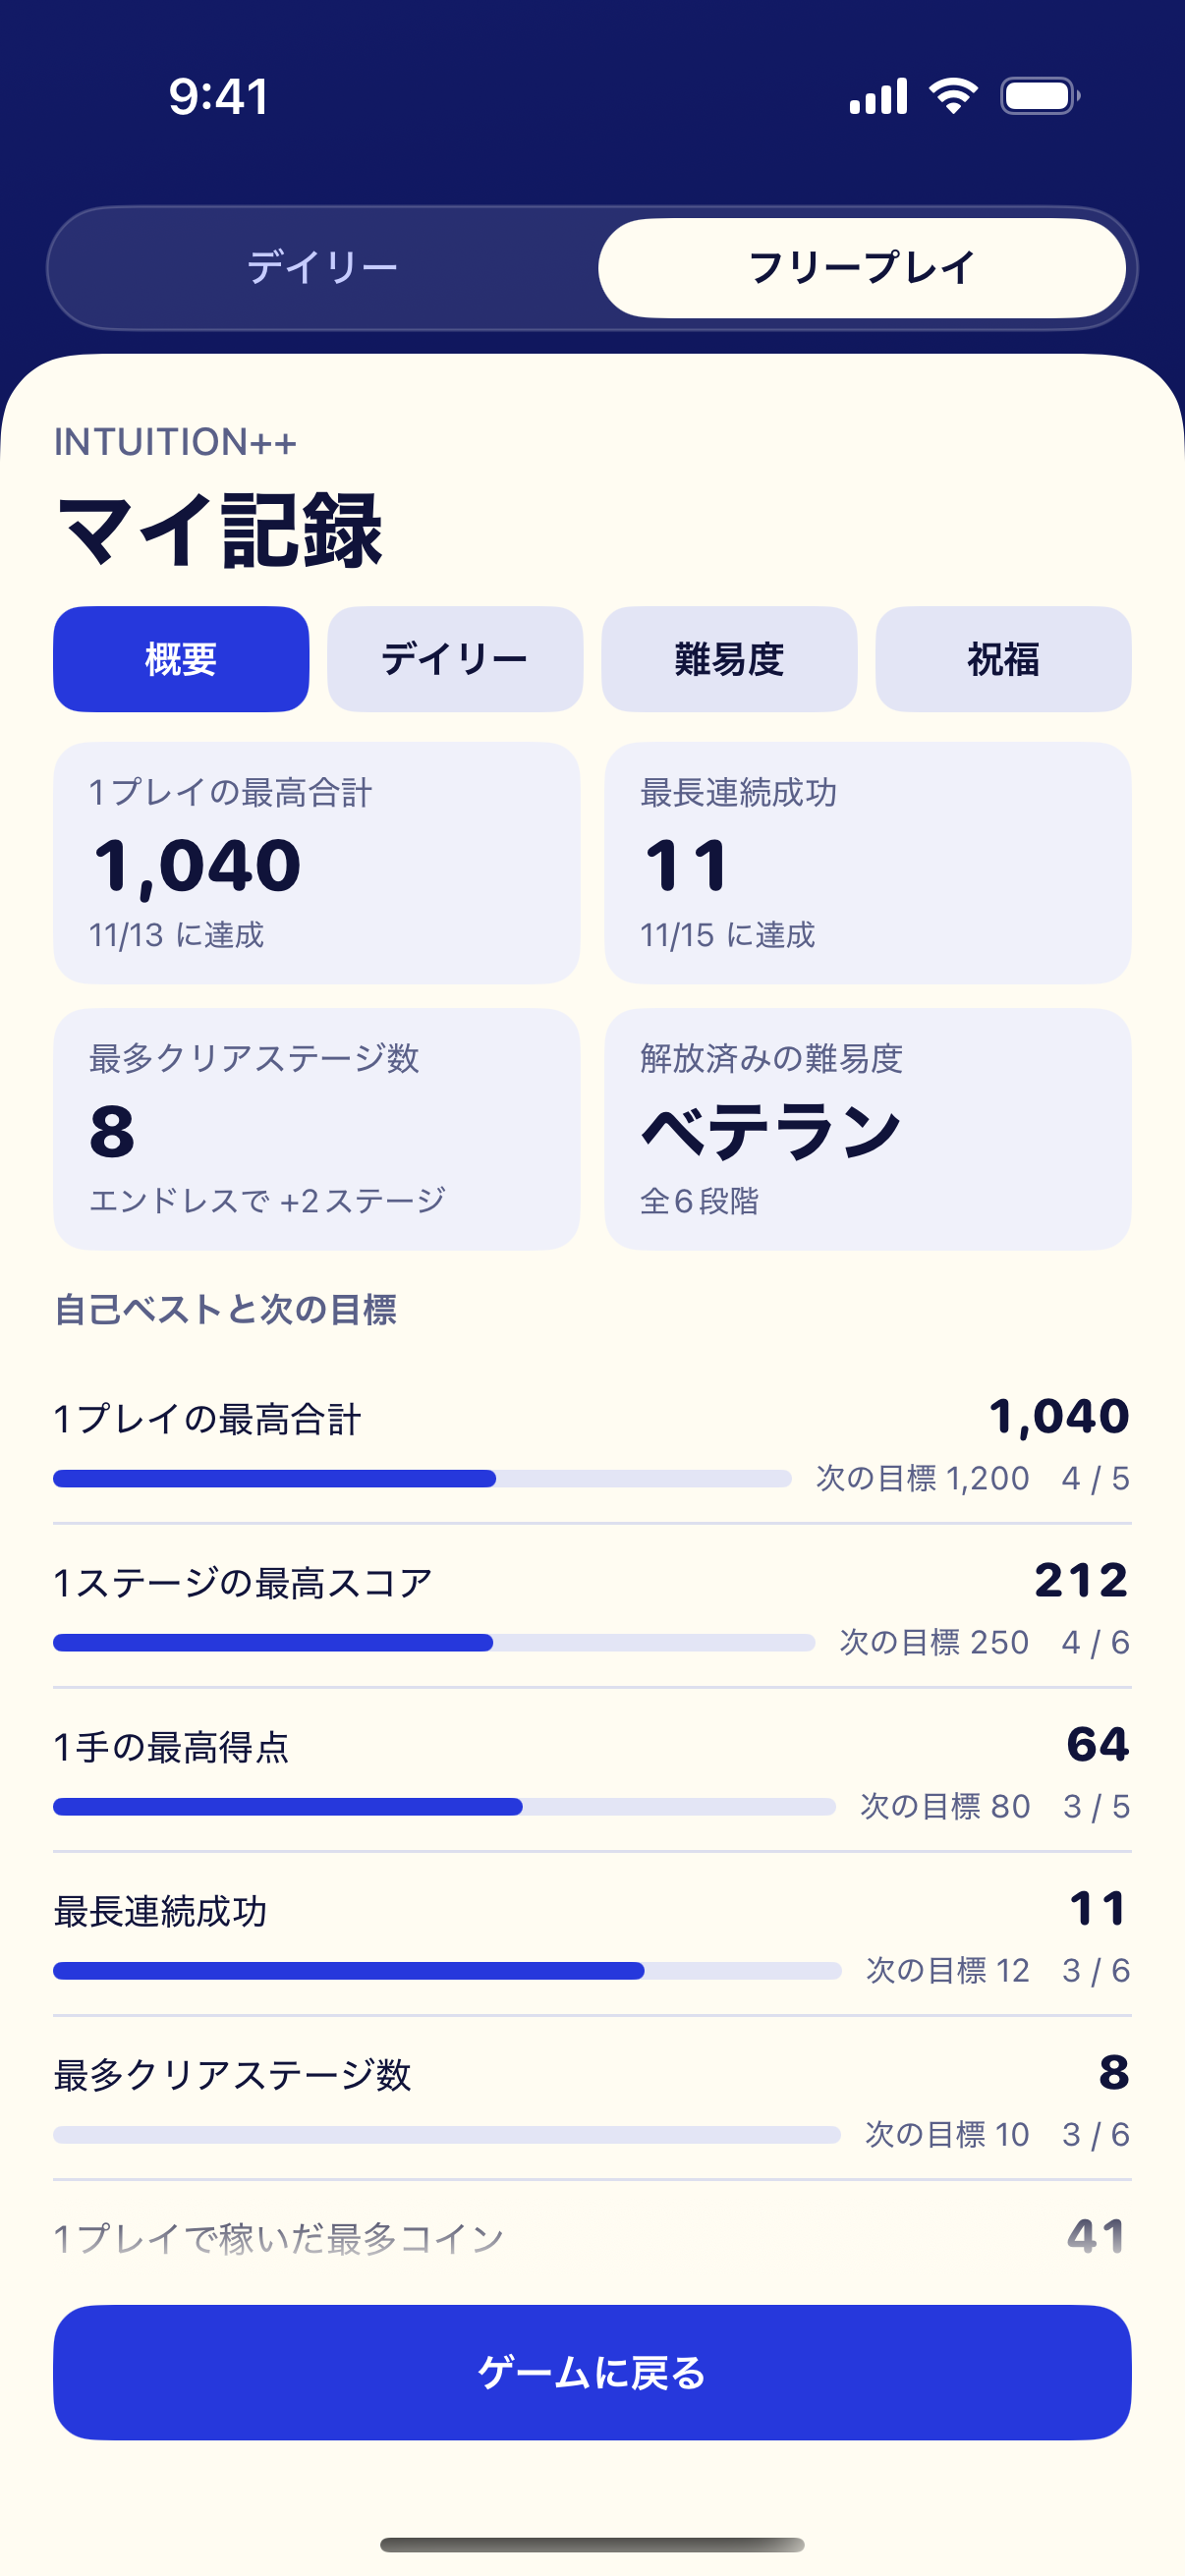 9:41
デイリー フリープレイ
INTUITION++
マイ記録
概要 デイリー 難易度 祝福
1プレイの最高合計
1,040
11/13 に達成
最長連続成功
11
11/15 に達成
最多クリアステージ数
8
エンドレスで +2ステージ
解放済みの難易度
ベテラン
全6段階
自己ベストと次の目標
1プレイの最高合計 1,040
次の目標 1,200 4 / 5
1ステージの最高スコア 212
次の目標 250 4 / 6
1手の最高得点 64
次の目標 80 3 / 5
最長連続成功 11
次の目標 12 3 / 6
最多クリアステージ数 8
次の目標 10 3 / 6
1プレイで稼いだ最多コイン 41
ゲームに戻る